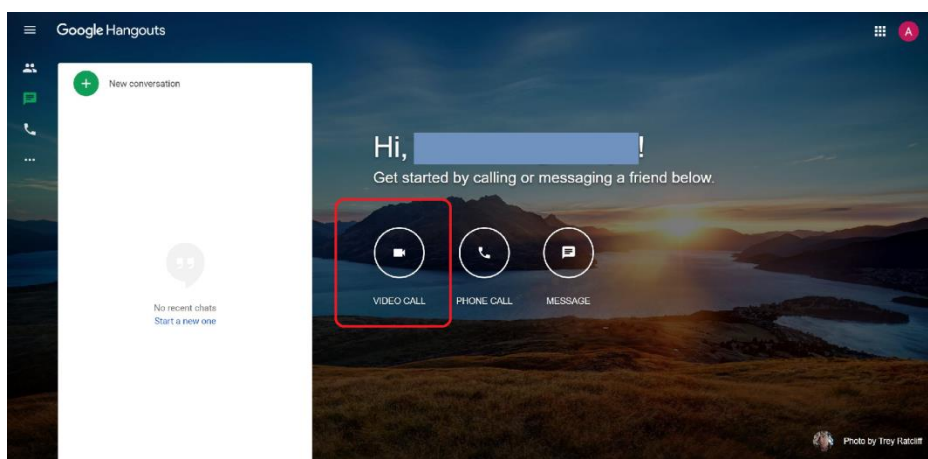 Google Hangouts
A
New conversation
Hi, !
Get started by calling or messaging a friend below.
VIDEO CALL
PHONE CALL
MESSAGE
No recent chats
Start a new one
Photo by Trey Ratcliff